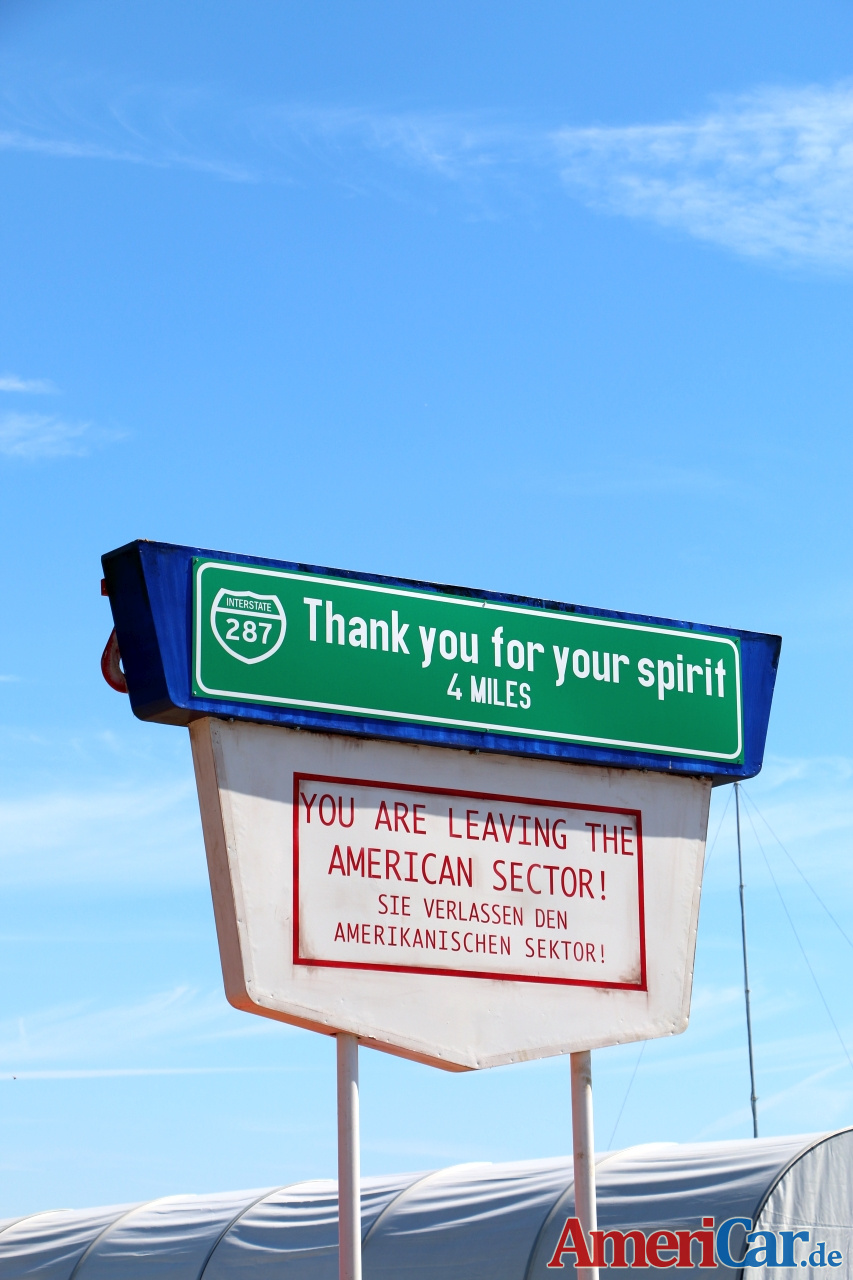 INTERSTATE
287
Thank you for your spirit
4 MILES
YOU ARE LEAVING THE
AMERICAN SECTOR!
SIE VERLASSEN DEN
AMERIKANISCHEN SEKTOR!
AmeriCar.de